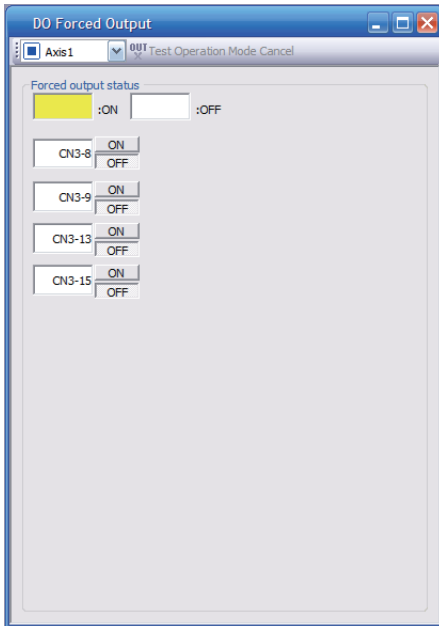 DO Forced Output
Axis1 OUT Test Operation Mode Cancel
Forced output status
:ON :OFF
CN3-8 ON
OFF
CN3-9 ON
OFF
CN3-13 ON
OFF
CN3-15 ON
OFF